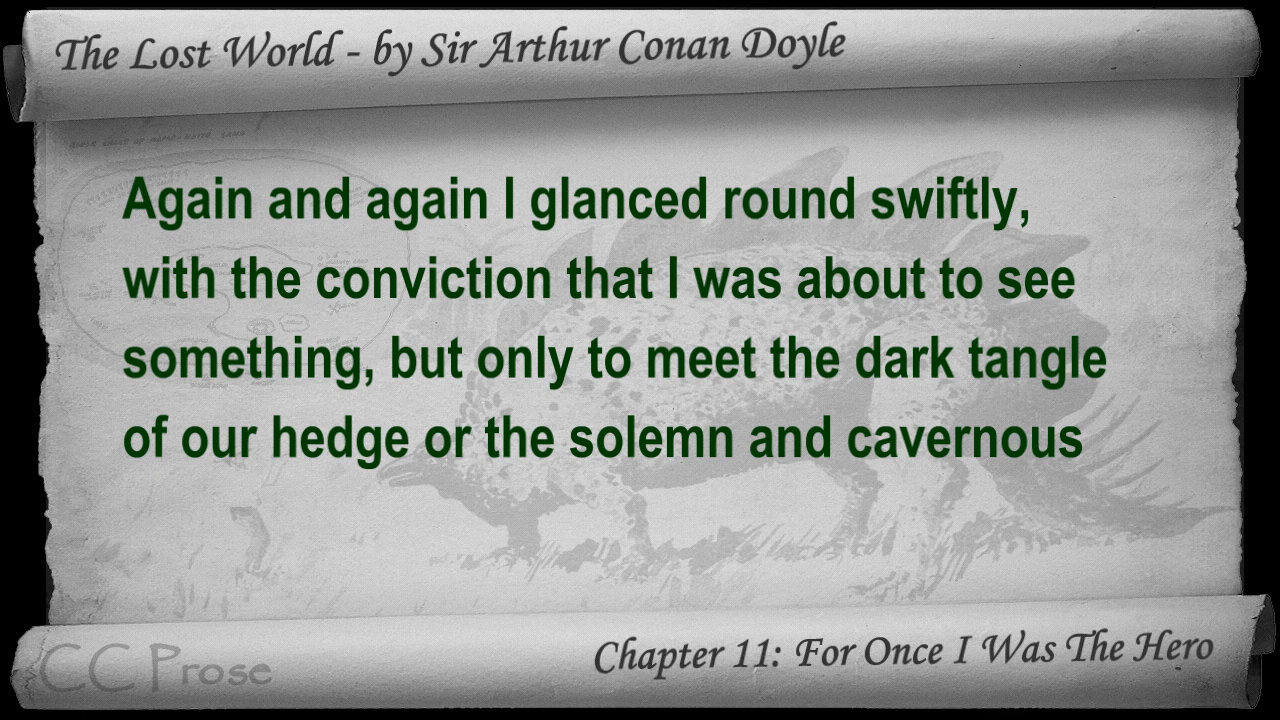 The Lost World - by Sir Arthur Conan Doyle
Again and again I glanced round swiftly,
with the conviction that I was about to see
something, but only to meet the dark tangle
of our hedge or the solemn and cavernous
Chapter 11: For Once I Was The Hero
CC Prose